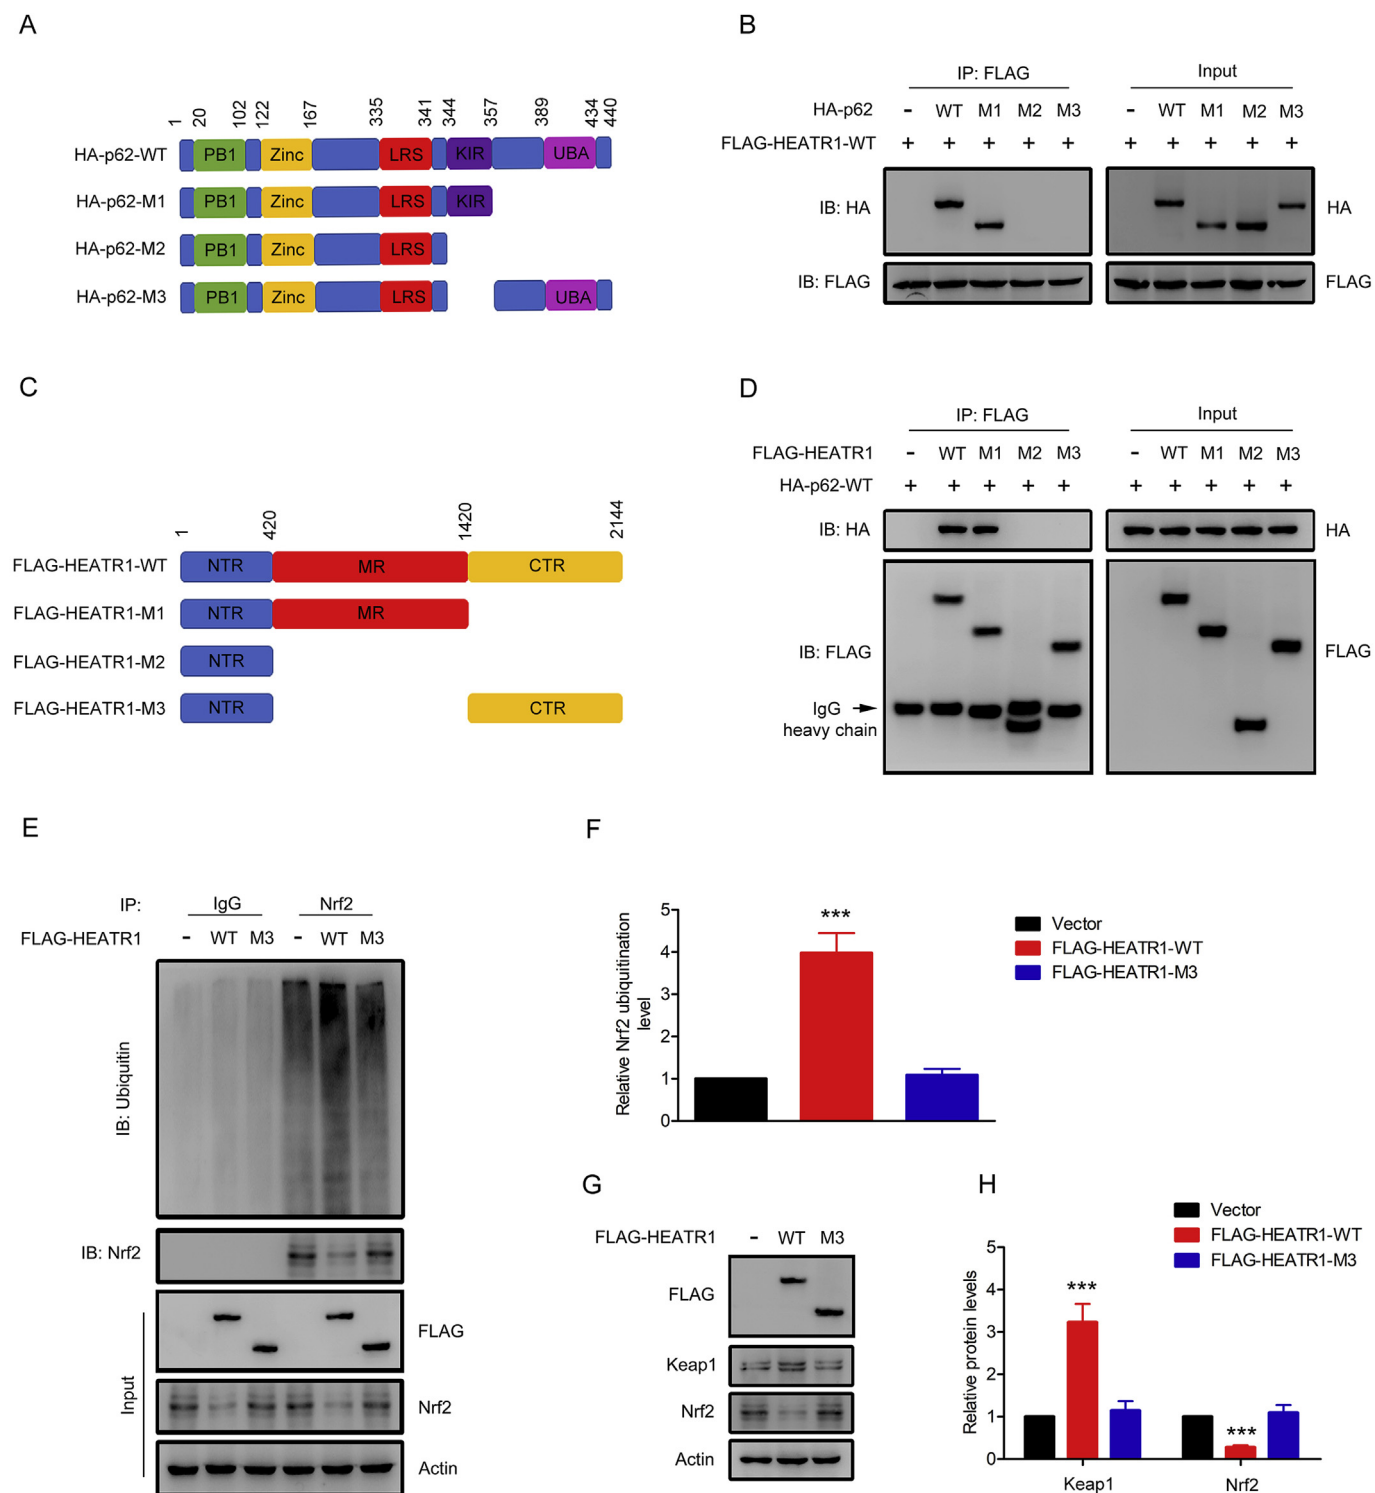 A
1 20 102 122 167 335 341 344 357 389 434 440
HA-p62-WT PB1 Zinc LRS KIR UBA
HA-p62-M1 PB1 Zinc LRS KIR
HA-p62-M2 PB1 Zinc LRS
HA-p62-M3 PB1 Zinc LRS UBA
B
IP: FLAG Input
HA-p62 - WT M1 M2 M3 - WT M1 M2 M3
FLAG-HEATR1-WT + + + + + + + + + +
IB: HA HA
IB: FLAG FLAG
C
1 420 1420 2144
FLAG-HEATR1-WT NTR MR CTR
FLAG-HEATR1-M1 NTR MR
FLAG-HEATR1-M2 NTR
FLAG-HEATR1-M3 NTR CTR
D
IP: FLAG Input
FLAG-HEATR1 - WT M1 M2 M3 - WT M1 M2 M3
HA-p62-WT + + + + + + + + + +
IB: HA HA
IB: FLAG FLAG
IgG
heavy chain
E
IP: IgG Nrf2
FLAG-HEATR1 - WT M3 - WT M3
IB: Ubiquitin
IB: Nrf2
Input
FLAG
Nrf2
Actin
F
Relative Nrf2 ubiquitination
level
5
4
3
2
1
0
***
Vector
FLAG-HEATR1-WT
FLAG-HEATR1-M3
G
FLAG-HEATR1 - WT M3
FLAG
Keap1
Nrf2
Actin
H
Vector
FLAG-HEATR1-WT
FLAG-HEATR1-M3
Relative protein levels
5
4
3
2
1
0
***
***
Keap1 Nrf2